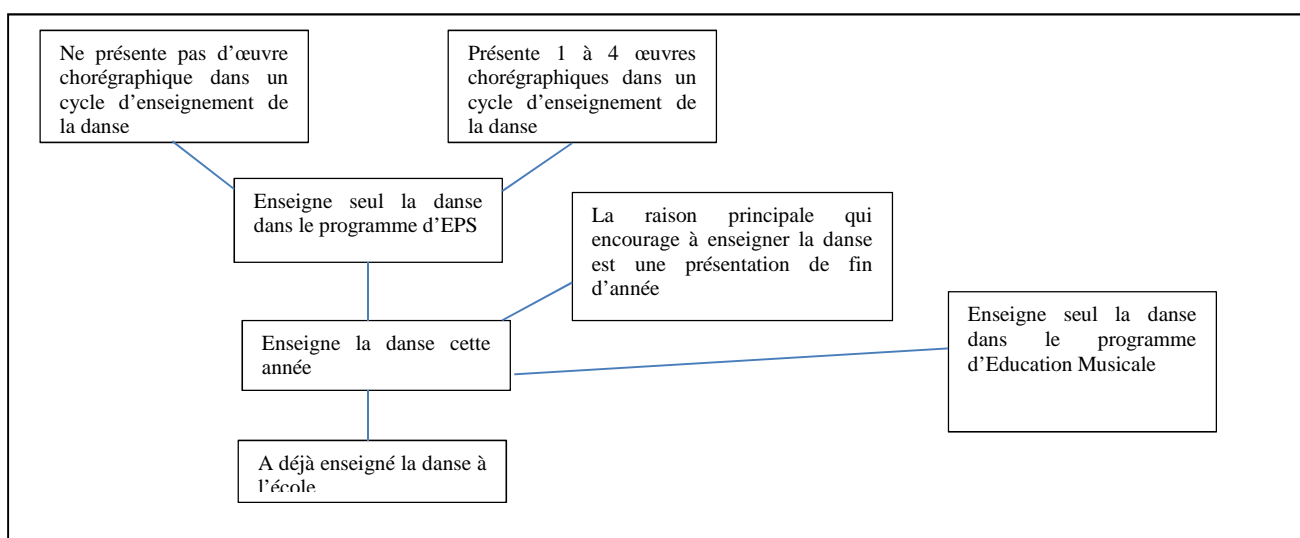 Ne présente pas d’œuvre
chorégraphique dans un
cycle d’enseignement de
la danse
Présente 1 à 4 œuvres
chorégraphiques dans un
cycle d’enseignement de
la danse
Enseigne seul la danse
dans le programme d’EPS
La raison principale qui
encourage à enseigner la danse
est une présentation de fin
d’année
Enseigne seul la danse
dans le programme
d’Education Musicale
Enseigne la danse cette
année
A déjà enseigné la danse à
l’école